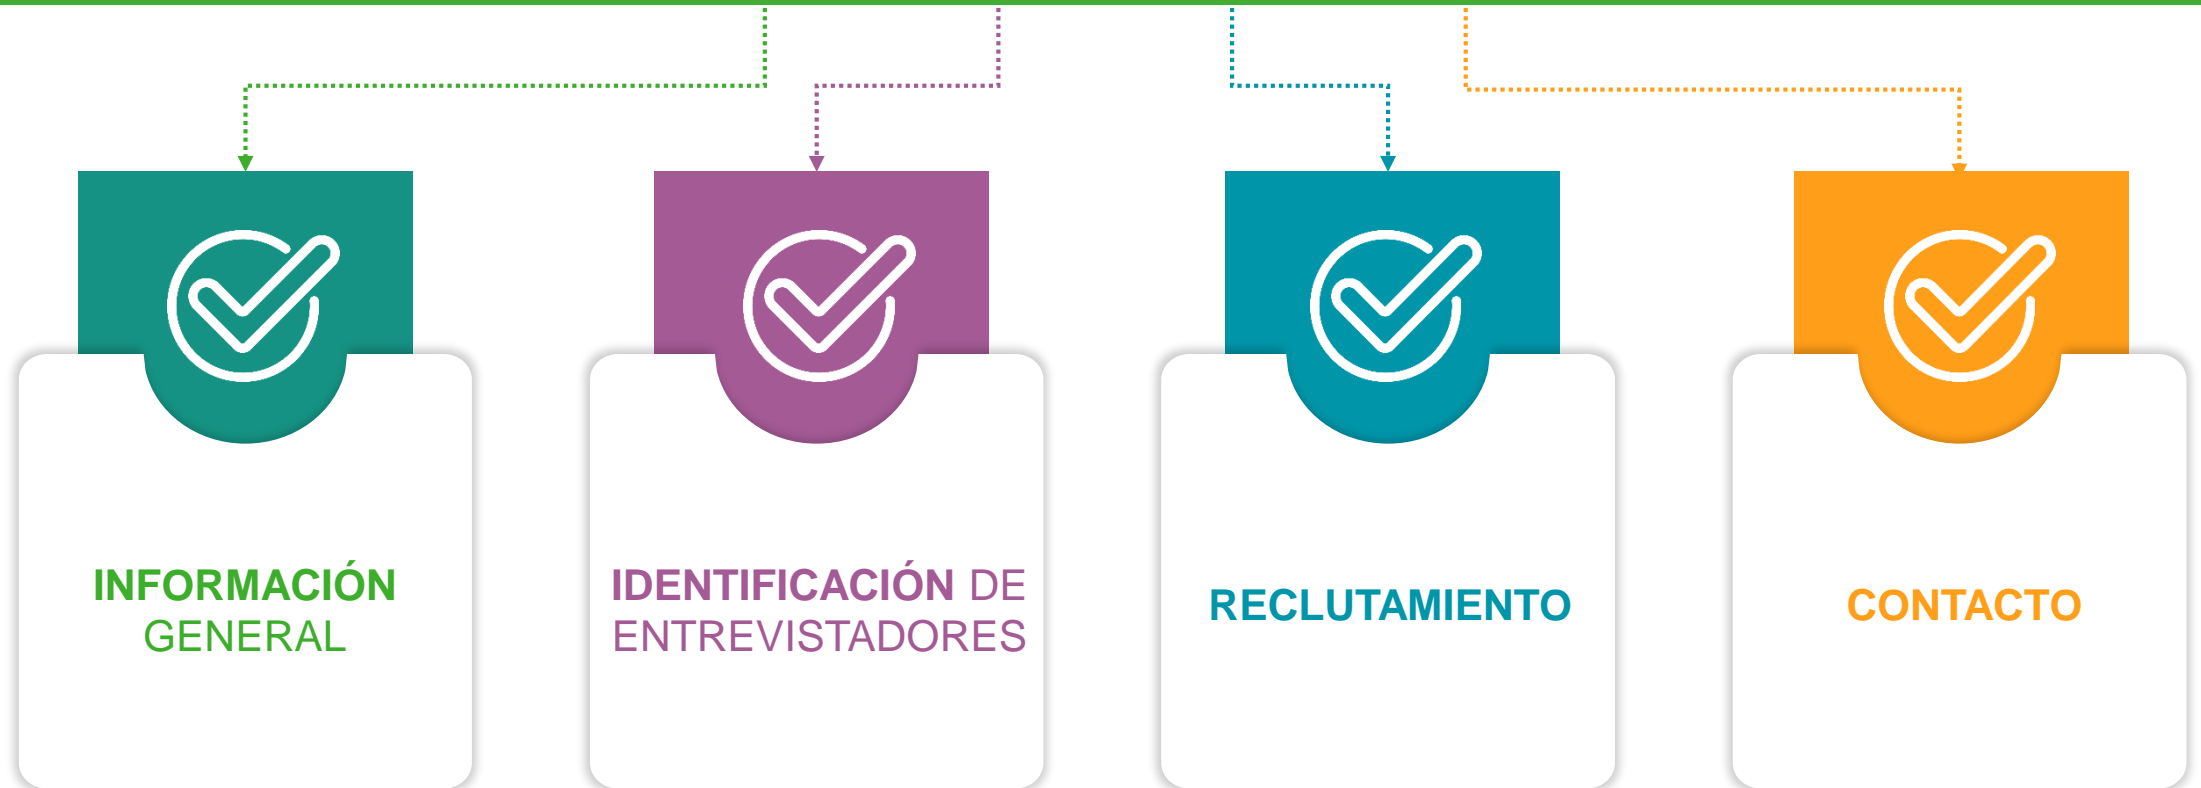 INFORMACIÓN
GENERAL
IDENTIFICACIÓN DE
ENTREVISTADORES
RECLUTAMIENTO
CONTACTO